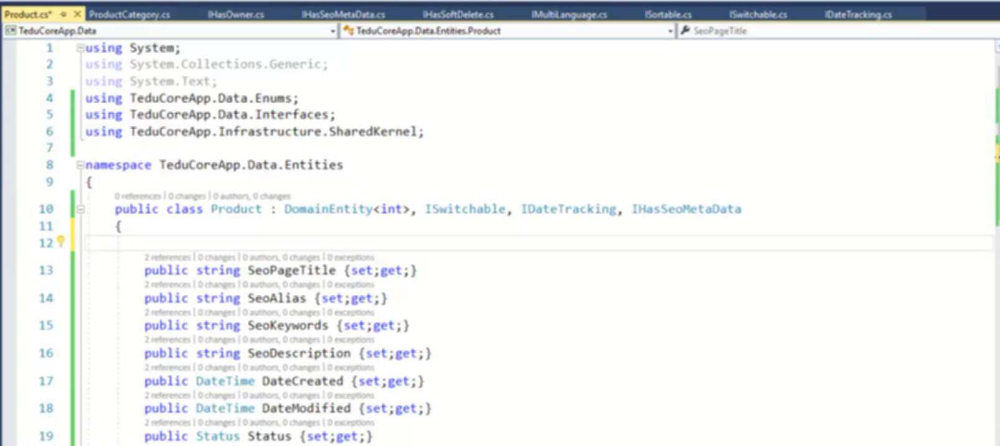 Product.cs* ProductCategory.cs IHasOwner.cs IHasSeoMetaData.cs IHasSoftDelete.cs IMultiLanguage.cs ISortable.cs ISwitchable.cs IDateTracking.cs
TeduCoreApp.Data TeduCoreApp.Data.Entities.Product SeoPageTitle
1 using System;
2 using System.Collections.Generic;
3 using System.Text;
4 using TeduCoreApp.Data.Enums;
5 using TeduCoreApp.Data.Interfaces;
6 using TeduCoreApp.Infrastructure.SharedKernel;
7
8 namespace TeduCoreApp.Data.Entities
9 {
0 references | 0 changes | 0 authors, 0 changes
10 public class Product : DomainEntity<int>, ISwitchable, IDateTracking, IHasSeoMetaData
11 {
12
2 references | 0 changes | 0 authors, 0 changes | 0 exceptions
13 public string SeoPageTitle {set;get;}
2 references | 0 changes | 0 authors, 0 changes | 0 exceptions
14 public string SeoAlias {set;get;}
2 references | 0 changes | 0 authors, 0 changes | 0 exceptions
15 public string SeoKeywords {set;get;}
2 references | 0 changes | 0 authors, 0 changes | 0 exceptions
16 public string SeoDescription {set;get;}
2 references | 0 changes | 0 authors, 0 changes | 0 exceptions
17 public DateTime DateCreated {set;get;}
2 references | 0 changes | 0 authors, 0 changes | 0 exceptions
18 public DateTime DateModified {set;get;}
2 references | 0 changes | 0 authors, 0 changes | 0 exceptions
19 public Status Status {set;get;}